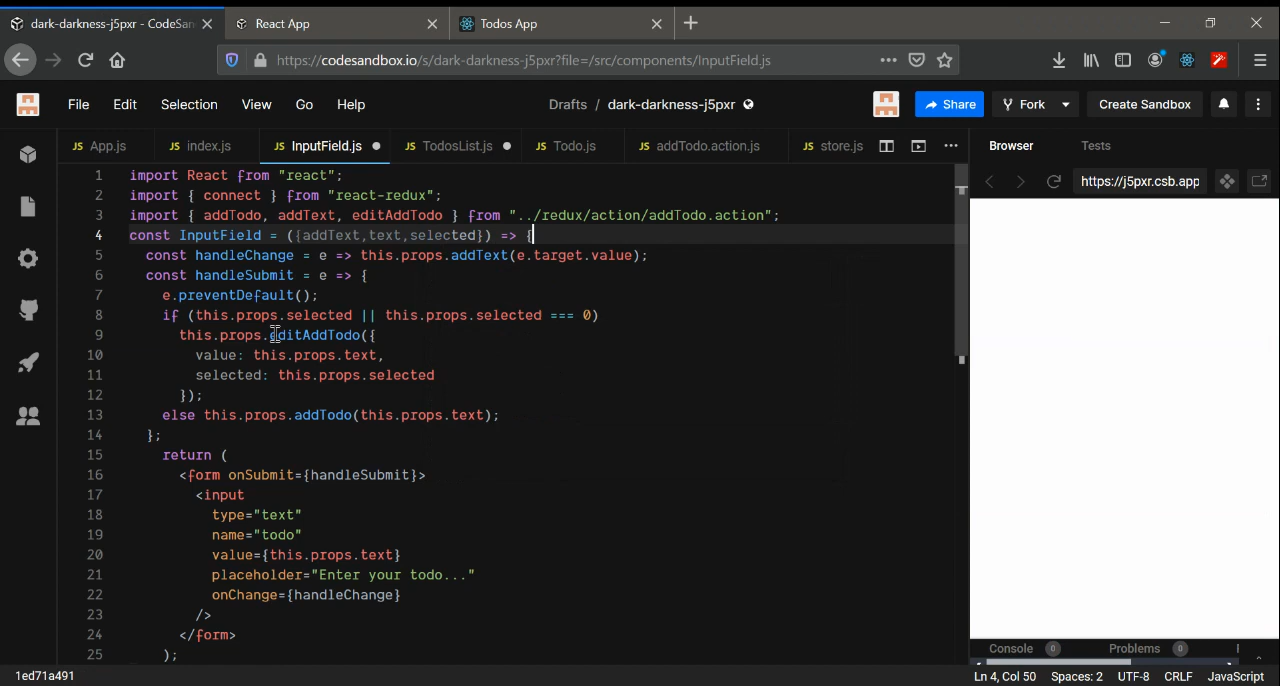 dark-darkness-j5pxr - CodeSan
React App
Todos App
https://codesandbox.io/s/dark-darkness-j5pxr?file=/src/components/InputField.js
File Edit Selection View Go Help
Drafts / dark-darkness-j5pxr
Share
Fork
Create Sandbox
JS App.js
JS index.js
JS InputField.js
JS TodosList.js
JS Todo.js
JS addTodo.action.js
JS store.js
Browser
Tests
https://j5pxr.csb.app
1 import React from "react";
2 import { connect } from "react-redux";
3 import { addTodo, addText, editAddTodo } from "../redux/action/addTodo.action";
4 const InputField = ({addText,text,selected}) => {
5 const handleChange = e => this.props.addText(e.target.value);
6 const handleSubmit = e => {
7 e.preventDefault();
8 if (this.props.selected || this.props.selected === 0)
9 this.props.editAddTodo({
10 value: this.props.text,
11 selected: this.props.selected
12 });
13 else this.props.addTodo(this.props.text);
14 };
15 return (
16 <form onSubmit={handleSubmit}>
17 <input
18 type="text"
19 name="todo"
20 value={this.props.text}
21 placeholder="Enter your todo..."
22 onChange={handleChange}
23 />
24 </form>
25 );
Console 0
Problems 0
1ed71a491
Ln 4, Col 50 Spaces: 2 UTF-8 CRLF JavaScript